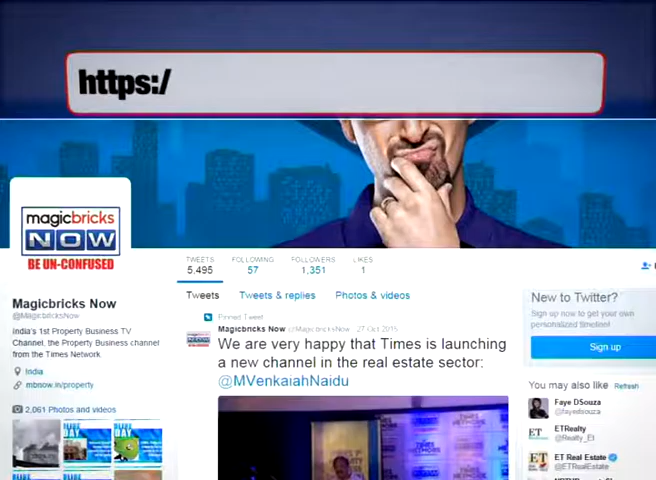 https:/
magicbricks
NOW
BE UN-CONFUSED
TWEETS
5,495
FOLLOWING
57
FOLLOWERS
1,351
LIKES
1
Tweets
Tweets & replies
Photos & videos
Magicbricks Now
@MagicbricksNow
India's 1st Property Business TV
Channel, the Property Business channel
from the Times Network
India
mbnow.in/property
2,061 Photos and videos
Pinned Tweet
Magicbricks Now @MagicbricksNow · 27 Oct 2015
We are very happy that Times is launching
a new channel in the real estate sector:
@MVenkaiahNaidu
TIMES
NETWORK
New to Twitter?
Sign up now to get your own
personalized timeline!
Sign up
You may also like Refresh
Faye DSouza
@fayedsouza
ET
ETRealty
@Realty_Et
ET
ET Real Estate
@ETRealEstate